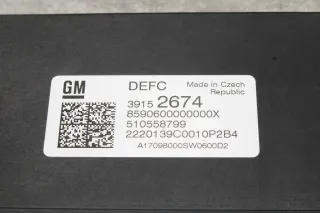 GM
DEFC
Made in Czech
Republic
3915 2674
8590600000000X
510558799
2220139C0010P2B4
A17098000SW0600D2